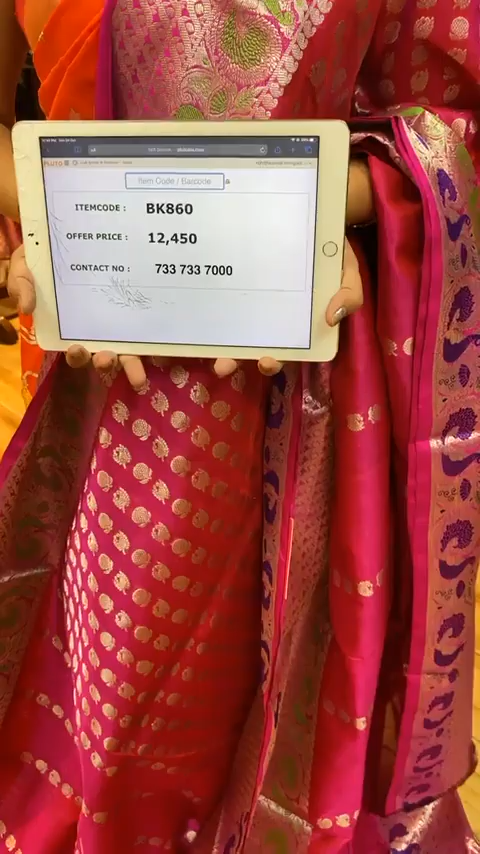 Item Code / Barcode
ITEMCODE : BK860
OFFER PRICE : 12,450
CONTACT NO : 733 733 7000